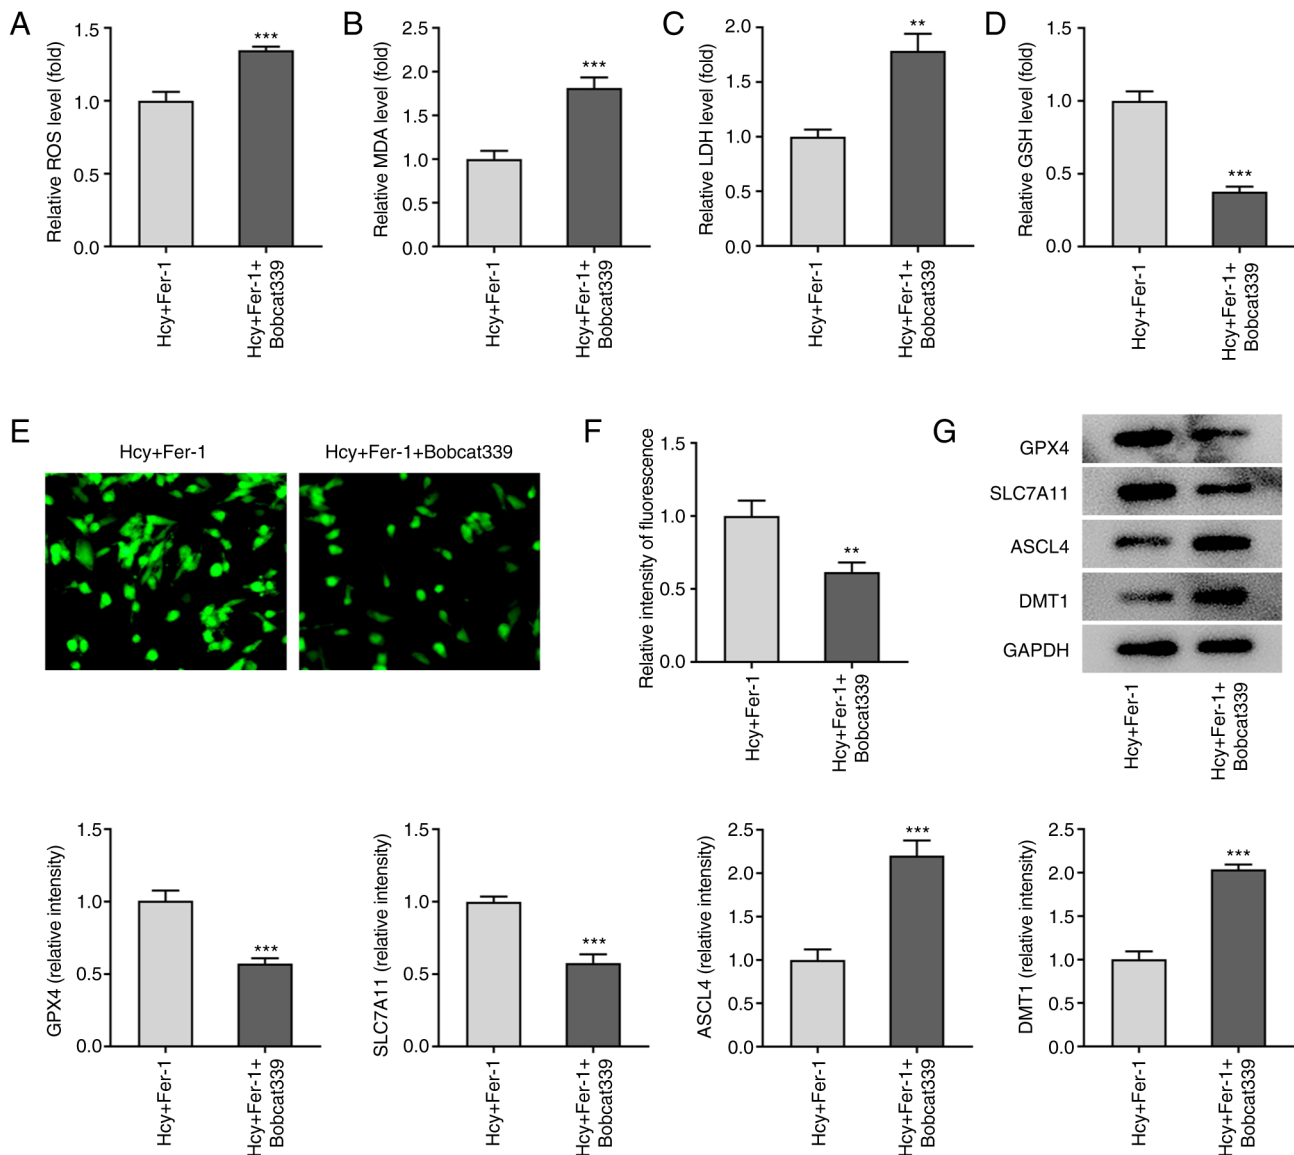 A
Relative ROS level (fold)
1.5
1.0
0.5
0.0
***
Hcy+Fer-1
Hcy+Fer-1+
Bobcat339
B
Relative MDA level (fold)
2.5
2.0
1.5
1.0
0.5
0.0
***
Hcy+Fer-1
Hcy+Fer-1+
Bobcat339
C
Relative LDH level (fold)
2.0
1.5
1.0
0.5
0.0
**
Hcy+Fer-1
Hcy+Fer-1+
Bobcat339
D
Relative GSH level (fold)
1.5
1.0
0.5
0.0
***
Hcy+Fer-1
Hcy+Fer-1+
Bobcat339
E
Hcy+Fer-1
Hcy+Fer-1+Bobcat339
F
Relative intensity of fluorescence
1.5
1.0
0.5
0.0
**
Hcy+Fer-1
Hcy+Fer-1+
Bobcat339
G
GPX4
SLC7A11
ASCL4
DMT1
GAPDH
Hcy+Fer-1
Hcy+Fer-1+
Bobcat339
GPX4 (relative intensity)
1.5
1.0
0.5
0.0
***
Hcy+Fer-1
Hcy+Fer-1+
Bobcat339
SLC7A11 (relative intensity)
1.5
1.0
0.5
0.0
***
Hcy+Fer-1
Hcy+Fer-1+
Bobcat339
ASCL4 (relative intensity)
2.5
2.0
1.5
1.0
0.5
0.0
***
Hcy+Fer-1
Hcy+Fer-1+
Bobcat339
DMT1 (relative intensity)
2.5
2.0
1.5
1.0
0.5
0.0
***
Hcy+Fer-1
Hcy+Fer-1+
Bobcat339